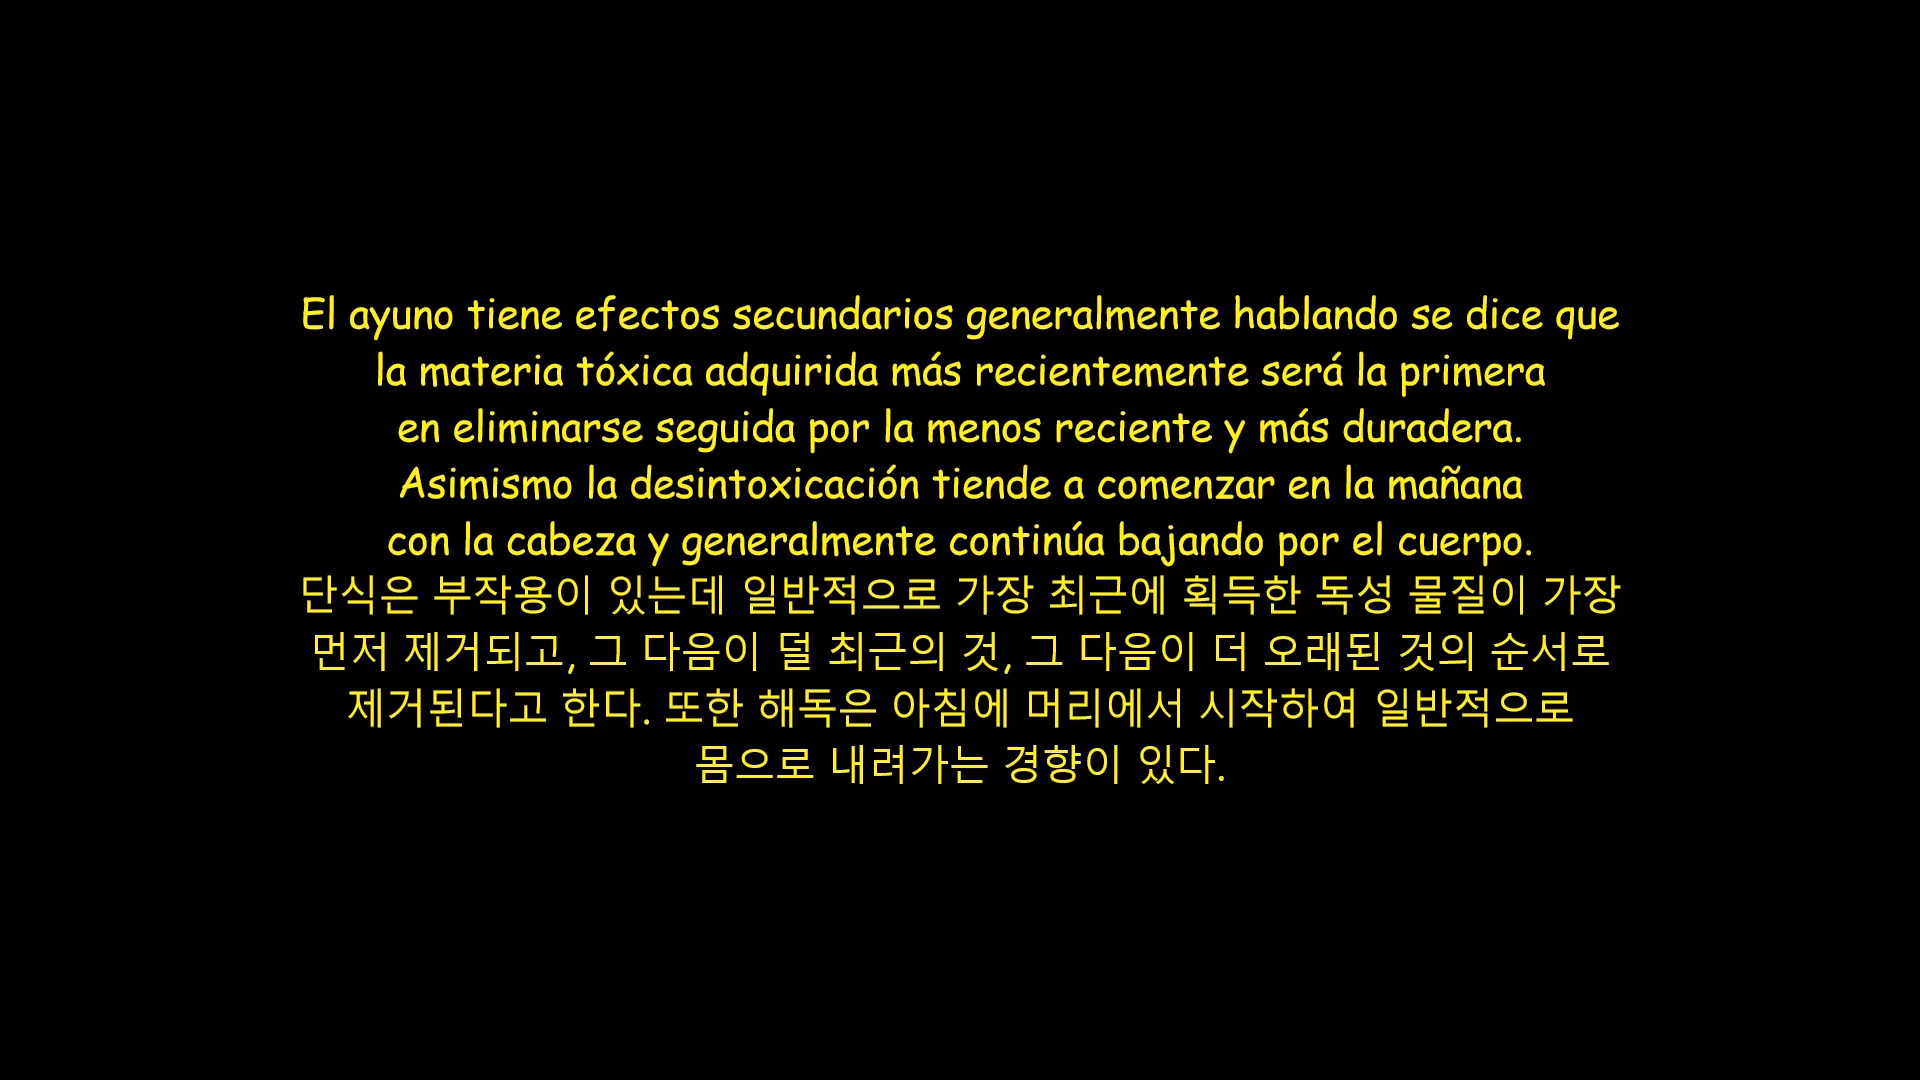 El ayuno tiene efectos secundarios generalmente hablando se dice que
la materia tóxica adquirida más recientemente será la primera
en eliminarse seguida por la menos reciente y más duradera.
Asimismo la desintoxicación tiende a comenzar en la mañana
con la cabeza y generalmente continúa bajando por el cuerpo.
단식은 부작용이 있는데 일반적으로 가장 최근에 획득한 독성 물질이 가장
먼저 제거되고, 그 다음이 덜 최근의 것, 그 다음이 더 오래된 것의 순서로
제거된다고 한다. 또한 해독은 아침에 머리에서 시작하여 일반적으로
몸으로 내려가는 경향이 있다.